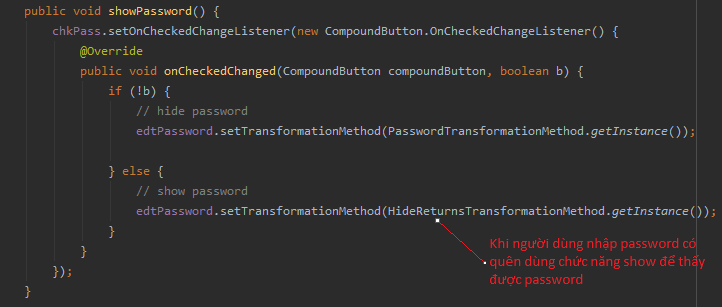 public void showPassword() {
chkPass.setOnCheckedChangeListener(new CompoundButton.OnCheckedChangeListener() {
@Override
public void onCheckedChanged(CompoundButton compoundButton, boolean b) {
if (!b) {
// hide password
edtPassword.setTransformationMethod(PasswordTransformationMethod.getInstance());
} else {
// show password
edtPassword.setTransformationMethod(HideReturnsTransformationMethod.getInstance());
}
}
});
}
Khi người dùng nhập password có
quên dùng chức năng show để thấy
được password